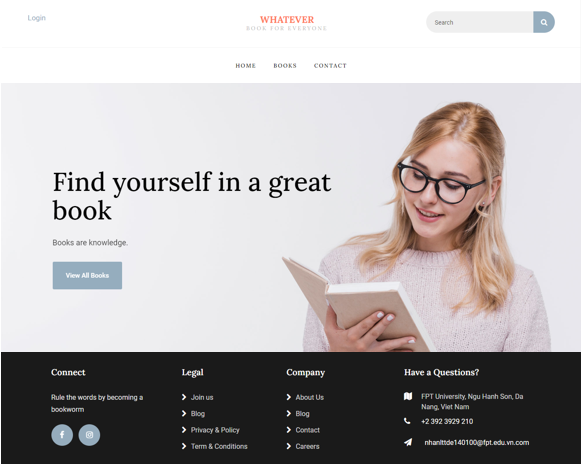 Login
WHATEVER
BOOK FOR EVERYONE
Search
HOME BOOKS CONTACT
Find yourself in a great
book
Books are knowledge.
View All Books
Connect
Rule the words by becoming a
bookworm
Legal
Join us
Blog
Privacy & Policy
Term & Conditions
Company
About Us
Blog
Contact
Careers
Have a Questions?
FPT University, Ngu Hanh Son, Da
Nang, Viet Nam
+2 392 3929 210
nhanlttde140100@fpt.edu.vn.com